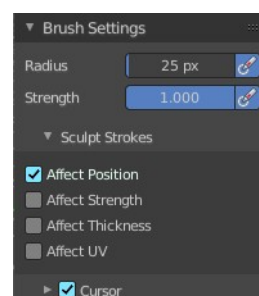 Brush Settings
Radius 25 px
Strength 1.000
Sculpt Strokes
Affect Position
Affect Strength
Affect Thickness
Affect UV
Cursor